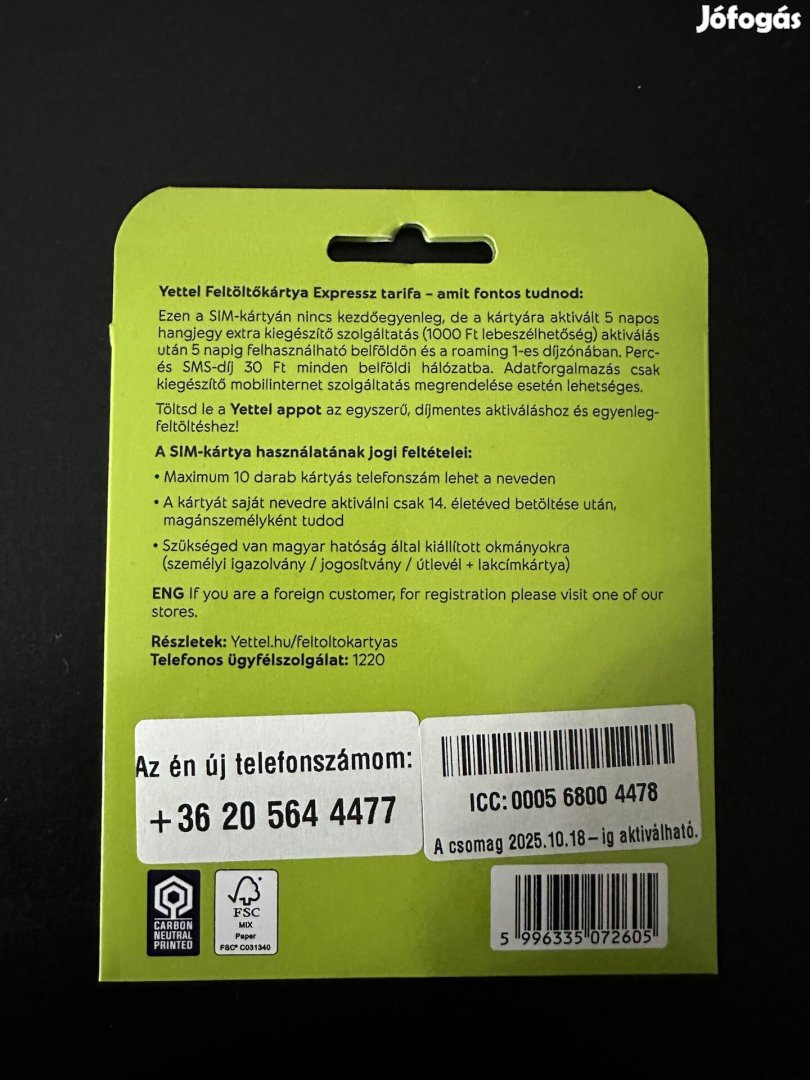 Jófogás
Yettel Feltöltőkártya Expressz tarifa – amit fontos tudnod:
Ezen a SIM-kártyán nincs kezdőegyenleg, de a kártyára aktivált 5 napos
hangjegy extra kiegészítő szolgáltatás (1000 Ft lebeszélhetőség) aktiválás
után 5 napig felhasználható belföldön és a roaming 1-es díjzónában. Perc-
és SMS-díj 30 Ft minden belföldi hálózatba. Adatforgalmazás csak
kiegészítő mobilinternet szolgáltatás megrendelése esetén lehetséges.
Töltsd le a Yettel appot az egyszerű, díjmentes aktiváláshoz és egyenleg-
feltöltéshez!
A SIM-kártya használatának jogi feltételei:
• Maximum 10 darab kártyás telefonszám lehet a neveden
• A kártyát saját nevedre aktiválni csak 14. életéved betöltése után,
magánszemélyként tudod
• Szükséged van magyar hatóság által kiállított okmányokra
(személyi igazolvány / jogosítvány / útlevél + lakcímkártya)
ENG If you are a foreign customer, for registration please visit one of our
stores.
Részletek: Yettel.hu/feltoltokartyas
Telefonos ügyfélszolgálat: 1220
Az én új telefonszámom:
+36 20 564 4477
ICC: 0005 6800 4478
A csomag 2025.10.18-ig aktiválható.
CARBON
NEUTRAL
PRINTED
FSC
MIX
Paper
FSC® C031340
5 996335 072605